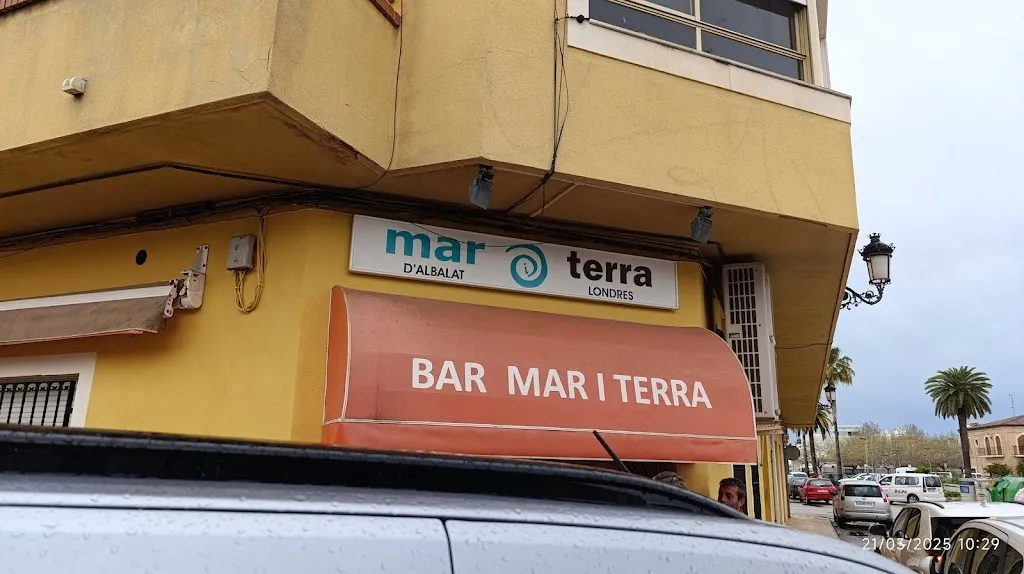 mar i terra
D'ALBALAT LONDRES
BAR MAR I TERRA
21/03/2025 10:29